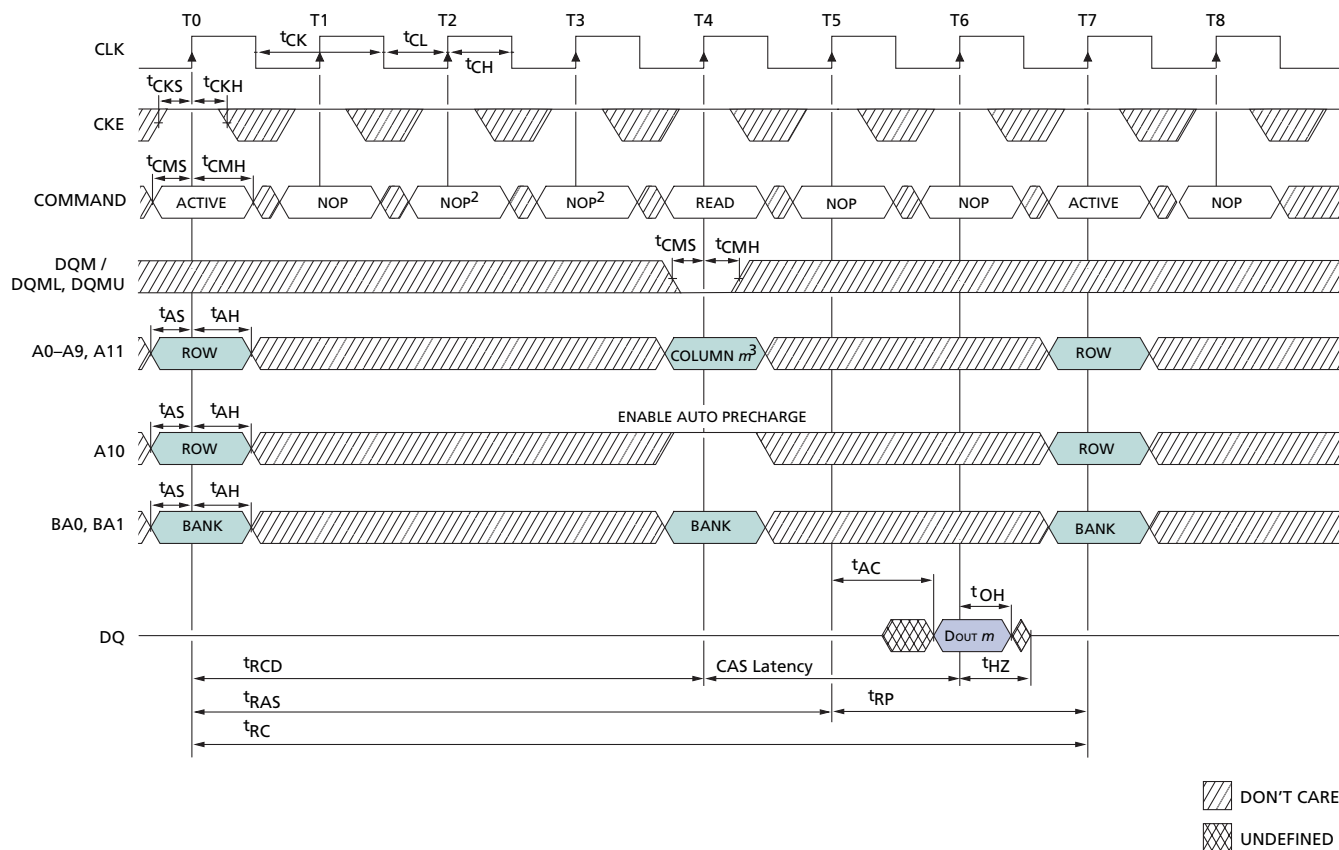 T0 T1 T2 T3 T4 T5 T6 T7 T8
CLK
tCK tCL tCH
tCKS tCKH
CKE
tCMS tCMH
COMMAND
ACTIVE NOP NOP2 NOP2 READ NOP NOP ACTIVE NOP
tCMS tCMH
DQM /
DQML, DQMU
tAS tAH
A0–A9, A11
ROW COLUMN m3 ROW
ENABLE AUTO PRECHARGE
tAS tAH
A10
ROW ROW
tAS tAH
BA0, BA1
BANK BANK BANK
tAC
tOH
DQ
DOUT m
tRCD CAS Latency tHZ
tRAS tRP
tRC
DON'T CARE
UNDEFINED